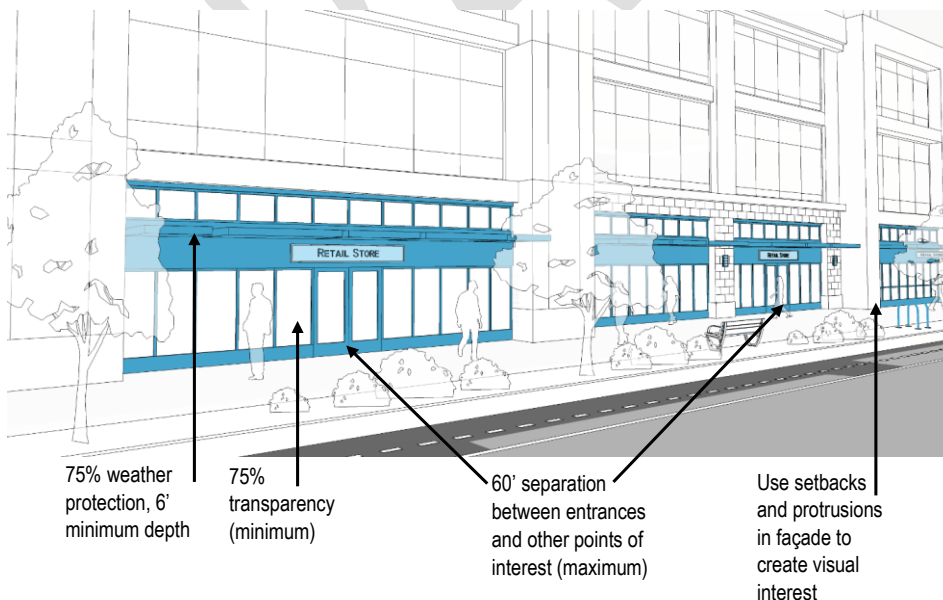 RETAIL STORE
RETAIL STORE
75% weather
protection, 6’
minimum depth
75%
transparency
(minimum)
60’ separation
between entrances
and other points of
interest (maximum)
Use setbacks
and protrusions
in façade to
create visual
interest